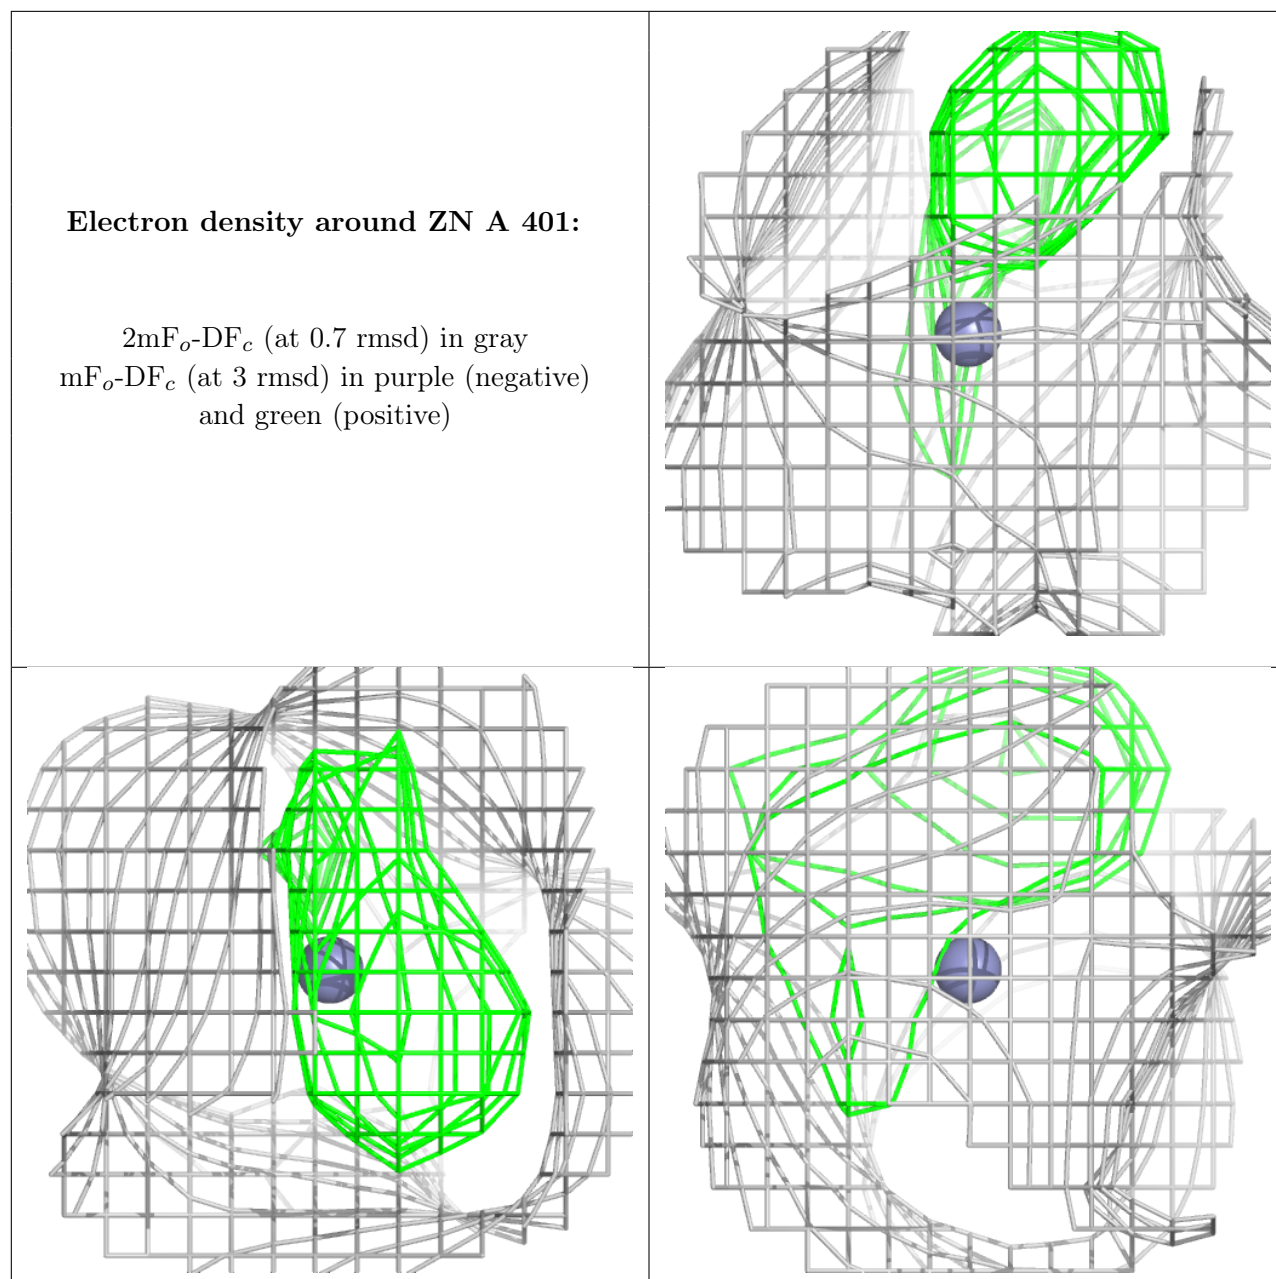 Electron density around ZN A 401:
2mFo-DFc (at 0.7 rmsd) in gray
mFo-DFc (at 3 rmsd) in purple (negative)
and green (positive)